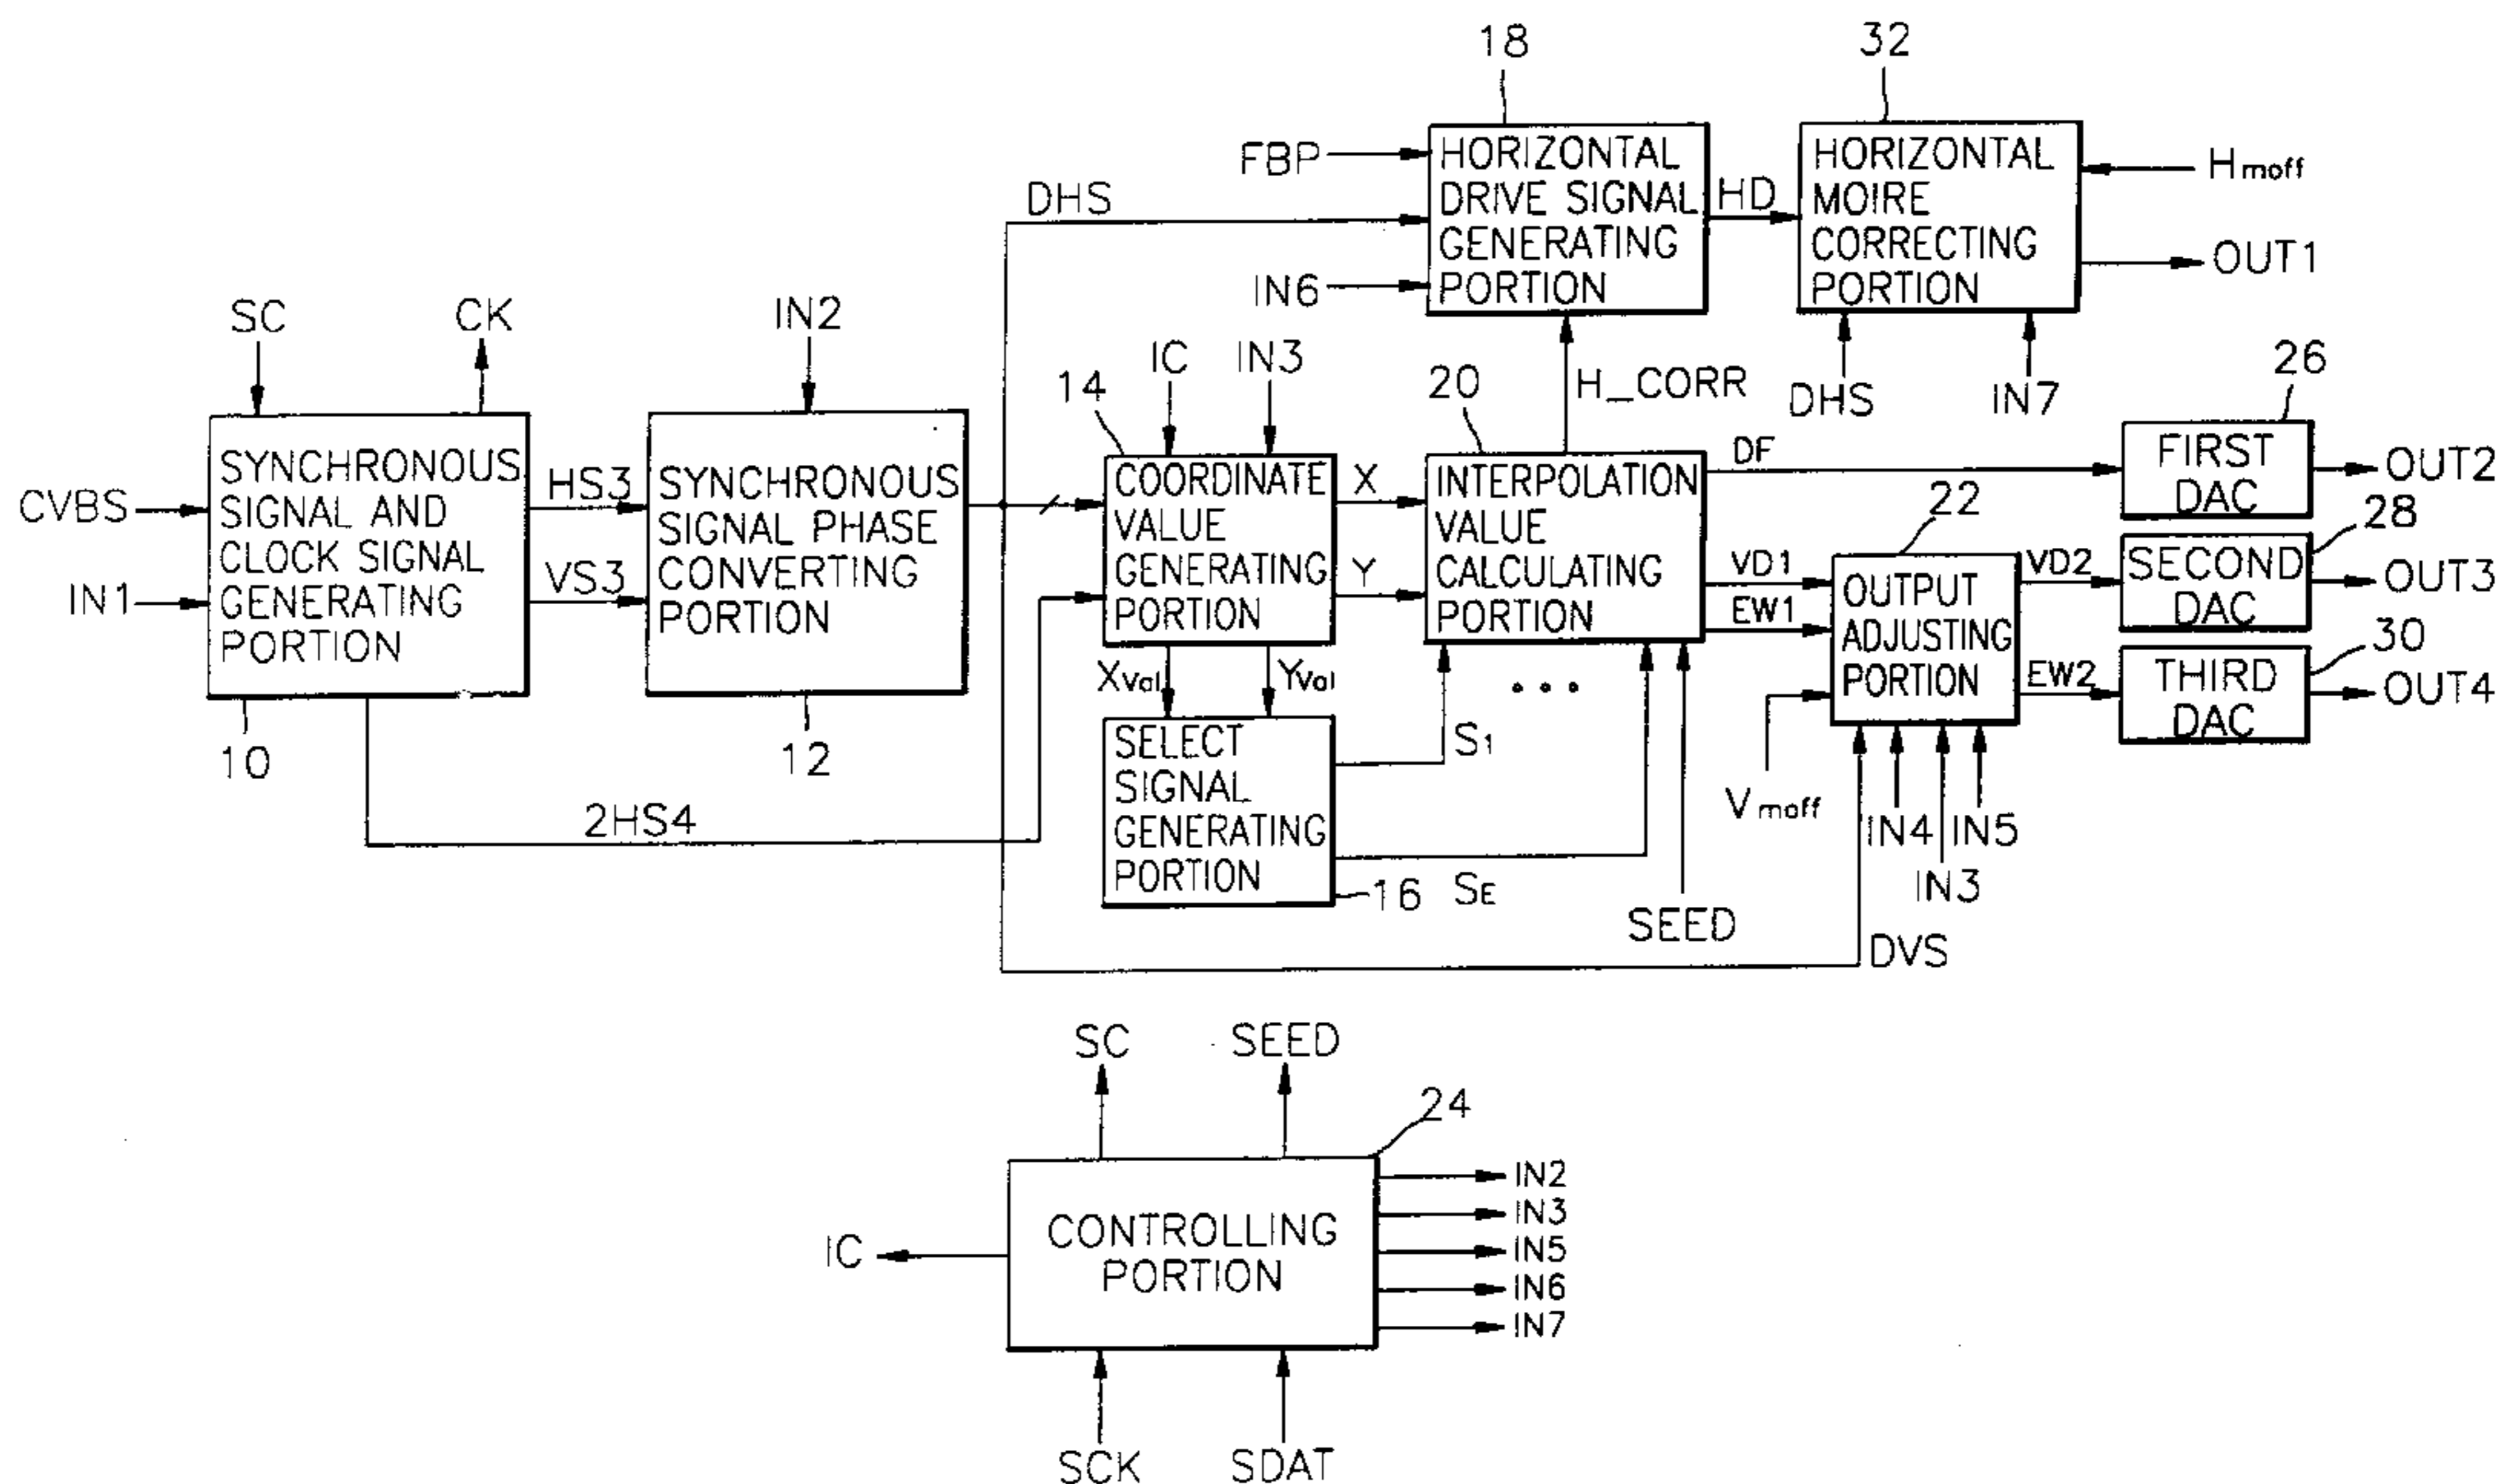 18
32
FBP
HORIZONTAL
DRIVE SIGNAL
GENERATING
PORTION
HD
HORIZONTAL
MOIRE
CORRECTING
PORTION
Hmoff
DHS
IN6
OUT1
SC
CK
IN2
IC
IN3
14
20
H_CORR
DHS
IN7
26
CVBS
IN1
SYNCHRONOUS
SIGNAL AND
CLOCK SIGNAL
GENERATING
PORTION
HS3
VS3
SYNCHRONOUS
SIGNAL PHASE
CONVERTING
PORTION
COORDINATE
VALUE
GENERATING
PORTION
X
Y
INTERPOLATION
VALUE
CALCULATING
PORTION
DF
FIRST
DAC
OUT2
22
28
VD1
EW1
OUTPUT
ADJUSTING
PORTION
VD2
SECOND
DAC
OUT3
30
EW2
THIRD
DAC
OUT4
10
12
XVal
YVal
SELECT
SIGNAL
GENERATING
PORTION
S1
SE
16
SEED
Vmoff
IN4
IN5
IN3
2HS4
DVS
SC
SEED
24
CONTROLLING
PORTION
IC
IN2
IN3
IN5
IN6
IN7
SCK
SDAT